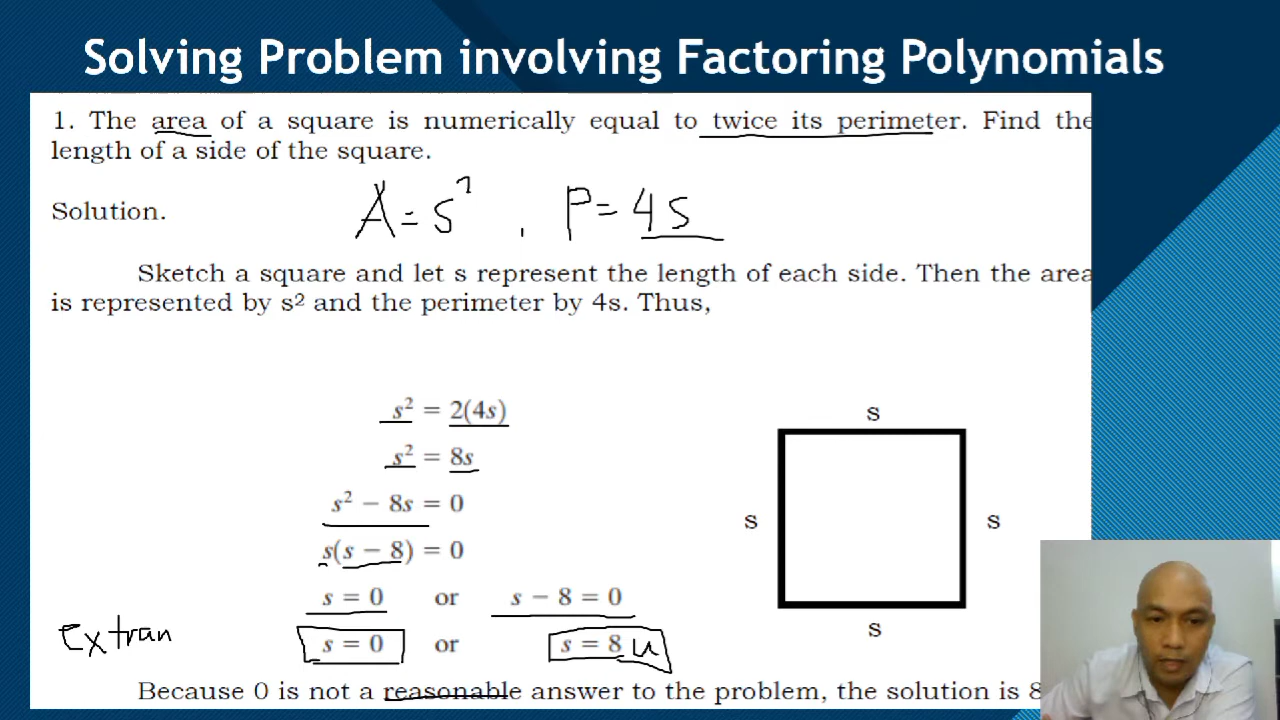 Solving Problem involving Factoring Polynomials
1. The area of a square is numerically equal to twice its perimeter. Find the
length of a side of the square.
Solution.
A = s² , P = 4s
Sketch a square and let s represent the length of each side. Then the area
is represented by s² and the perimeter by 4s. Thus,
s² = 2(4s)
s² = 8s
s² − 8s = 0
s(s − 8) = 0
s = 0 or s − 8 = 0
Extran
s = 0 or s = 8 u
s
s
s
s
Because 0 is not a reasonable answer to the problem, the solution is 8